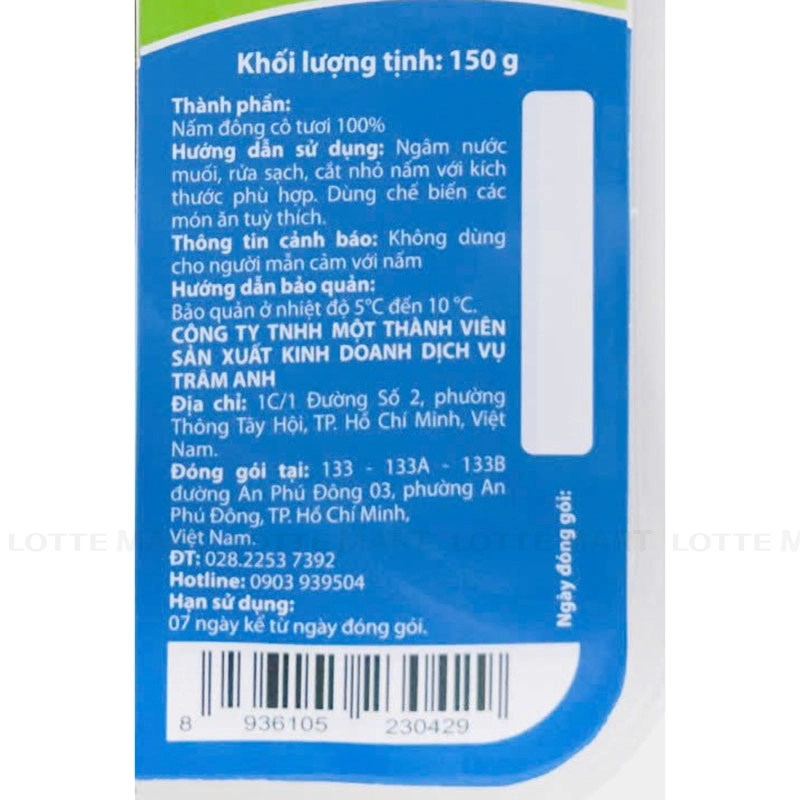 Khối lượng tịnh: 150 g
Thành phần:
Nấm đông cô tươi 100%
Hướng dẫn sử dụng: Ngâm nước
muối, rửa sạch, cắt nhỏ nấm với kích
thước phù hợp. Dùng chế biến các
món ăn tuỳ thích.
Thông tin cảnh báo: Không dùng
cho người mẫn cảm với nấm
Hướng dẫn bảo quản:
Bảo quản ở nhiệt độ 5°C đến 10 °C.
CÔNG TY TNHH MỘT THÀNH VIÊN
SẢN XUẤT KINH DOANH DỊCH VỤ
TRÂM ANH
Địa chỉ: 1C/1 Đường Số 2, phường
Thông Tây Hội, TP. Hồ Chí Minh, Việt
Nam.
Đóng gói tại: 133 - 133A - 133B
đường An Phú Đông 03, phường An
Phú Đông, TP. Hồ Chí Minh,
Việt Nam.
ĐT: 028.2253 7392
Hotline: 0903 939504
Hạn sử dụng:
07 ngày kể từ ngày đóng gói.
Ngày đóng gói:
8 936105 230429
LOTTE MART LOTTE MART LOTTE M